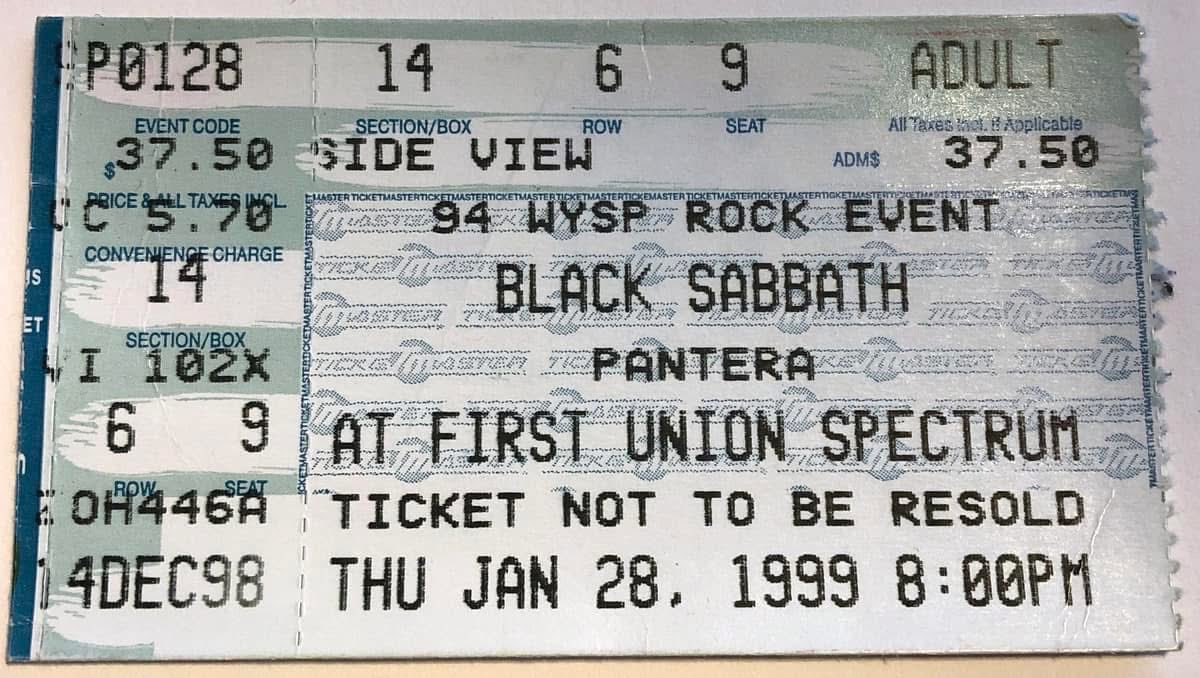 P0128 14 6 9 ADULT
EVENT CODE SECTION/BOX ROW SEAT All Taxes Incl. If Applicable
$37.50 SIDE VIEW ADM$ 37.50
PRICE & ALL TAXES INCL. 94 WYSP ROCK EVENT
CC 5.70
CONVENIENCE CHARGE
BLACK SABBATH
14
SECTION/BOX
PANTERA
I 102X
6 9 AT FIRST UNION SPECTRUM
ROW SEAT
OH446A TICKET NOT TO BE RESOLD
14DEC98 THU JAN 28, 1999 8:00PM